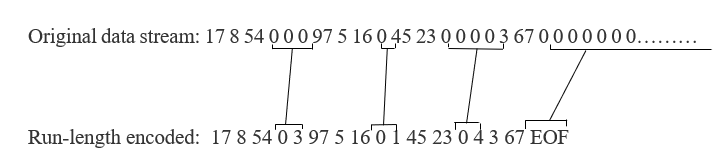 Original data stream: 17 8 54 0 0 0 97 5 16 0 45 23 0 0 0 0 3 67 0 0 0 0 0 0 0 0.........
Run-length encoded: 17 8 54 0 3 97 5 16 0 1 45 23 0 4 3 67 EOF